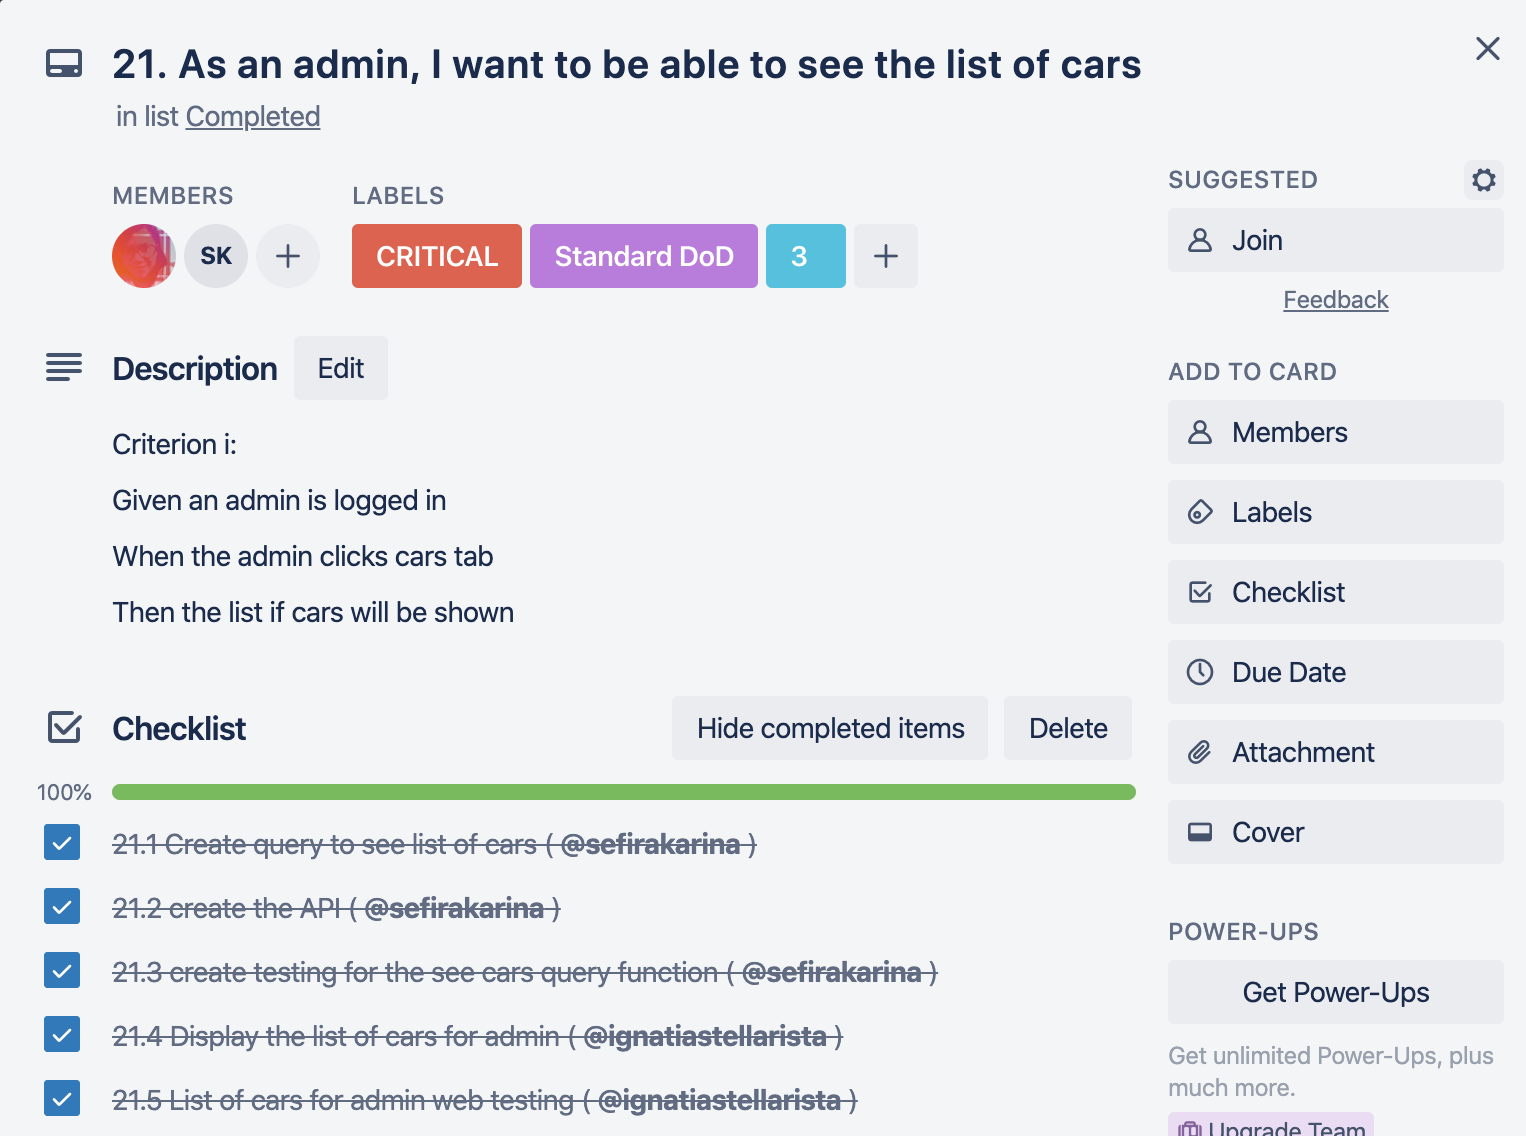 21. As an admin, I want to be able to see the list of cars
in list Completed
MEMBERS
LABELS
SK
CRITICAL
Standard DoD
3
Description
Edit
Criterion i:
Given an admin is logged in
When the admin clicks cars tab
Then the list if cars will be shown
Checklist
Hide completed items
Delete
100%
21.1 Create query to see list of cars ( @sefirakarina )
21.2 create the API ( @sefirakarina )
21.3 create testing for the see cars query function ( @sefirakarina )
21.4 Display the list of cars for admin ( @ignatiastellarista )
21.5 List of cars for admin web testing ( @ignatiastellarista )
SUGGESTED
Join
Feedback
ADD TO CARD
Members
Labels
Checklist
Due Date
Attachment
Cover
POWER-UPS
Get Power-Ups
Get unlimited Power-Ups, plus
much more.
Upgrade Team